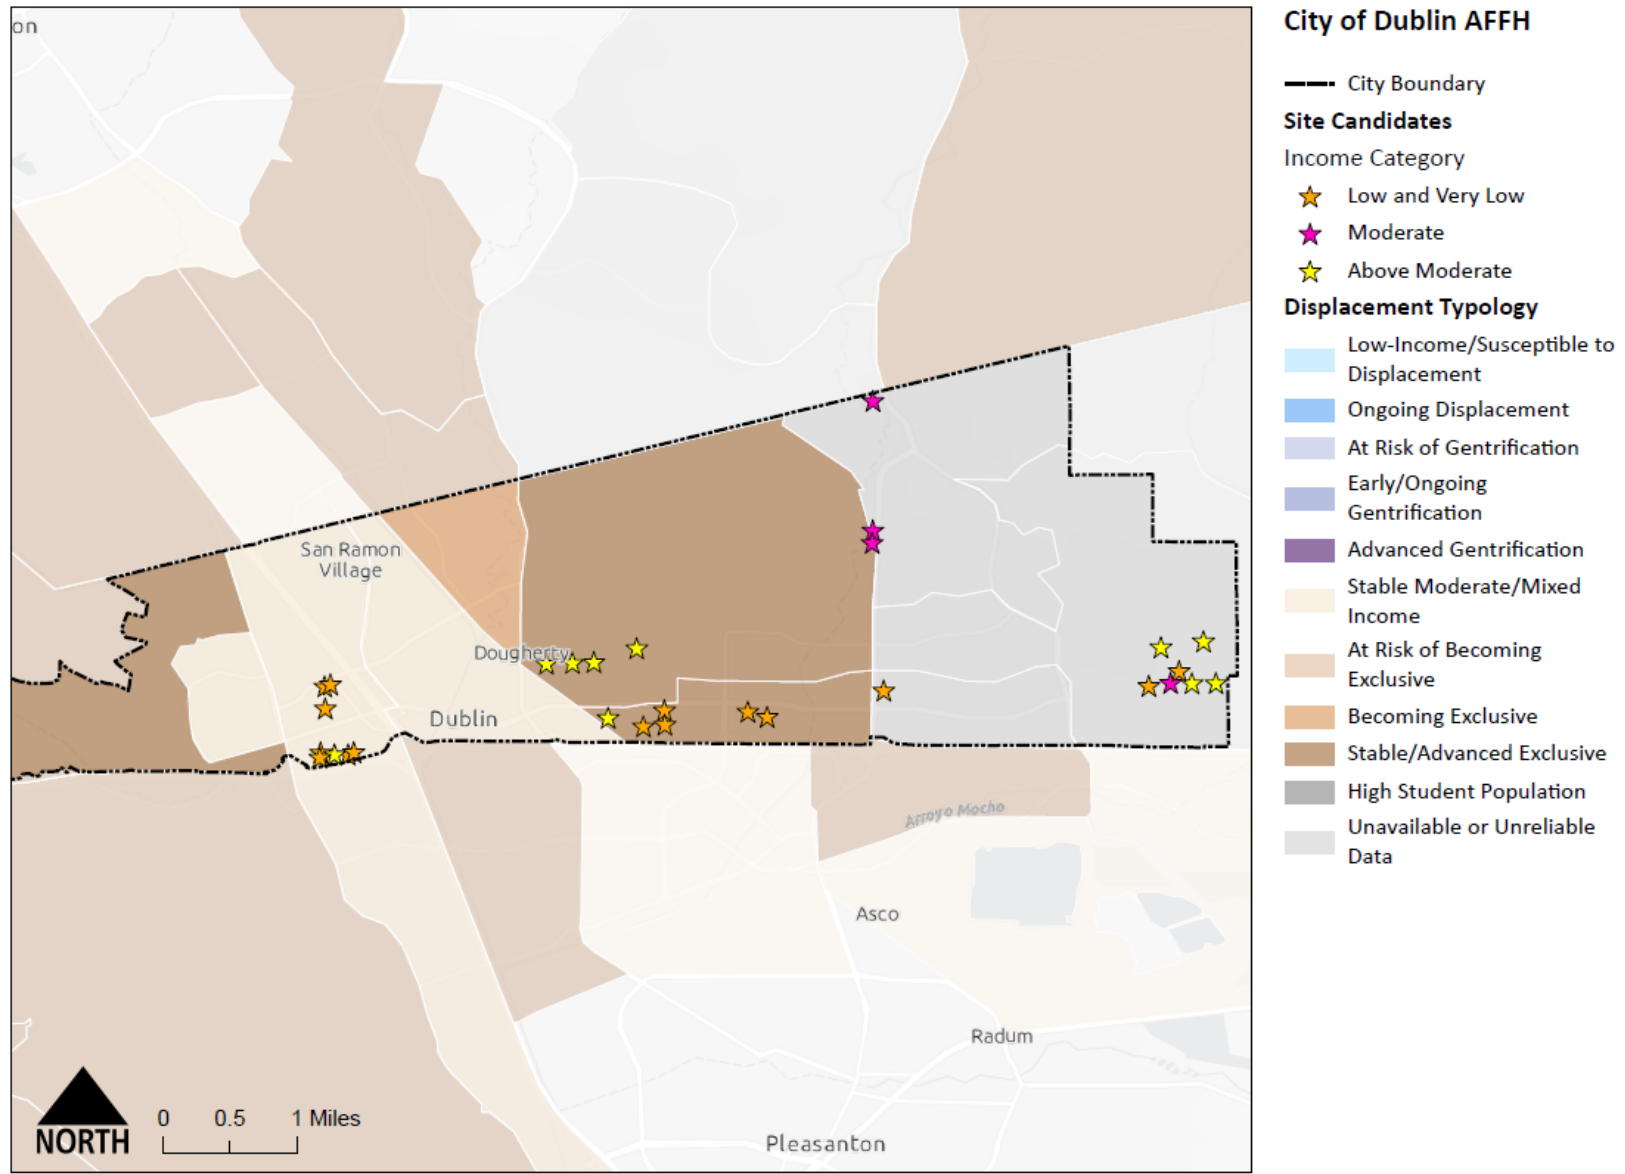 on
San Ramon
Village
Dougherty
Dublin
Arroyo Mocho
Asco
Radum
Pleasanton
NORTH
0 0.5 1 Miles
City of Dublin AFFH
City Boundary
Site Candidates
Income Category
Low and Very Low
Moderate
Above Moderate
Displacement Typology
Low-Income/Susceptible to
Displacement
Ongoing Displacement
At Risk of Gentrification
Early/Ongoing
Gentrification
Advanced Gentrification
Stable Moderate/Mixed
Income
At Risk of Becoming
Exclusive
Becoming Exclusive
Stable/Advanced Exclusive
High Student Population
Unavailable or Unreliable
Data